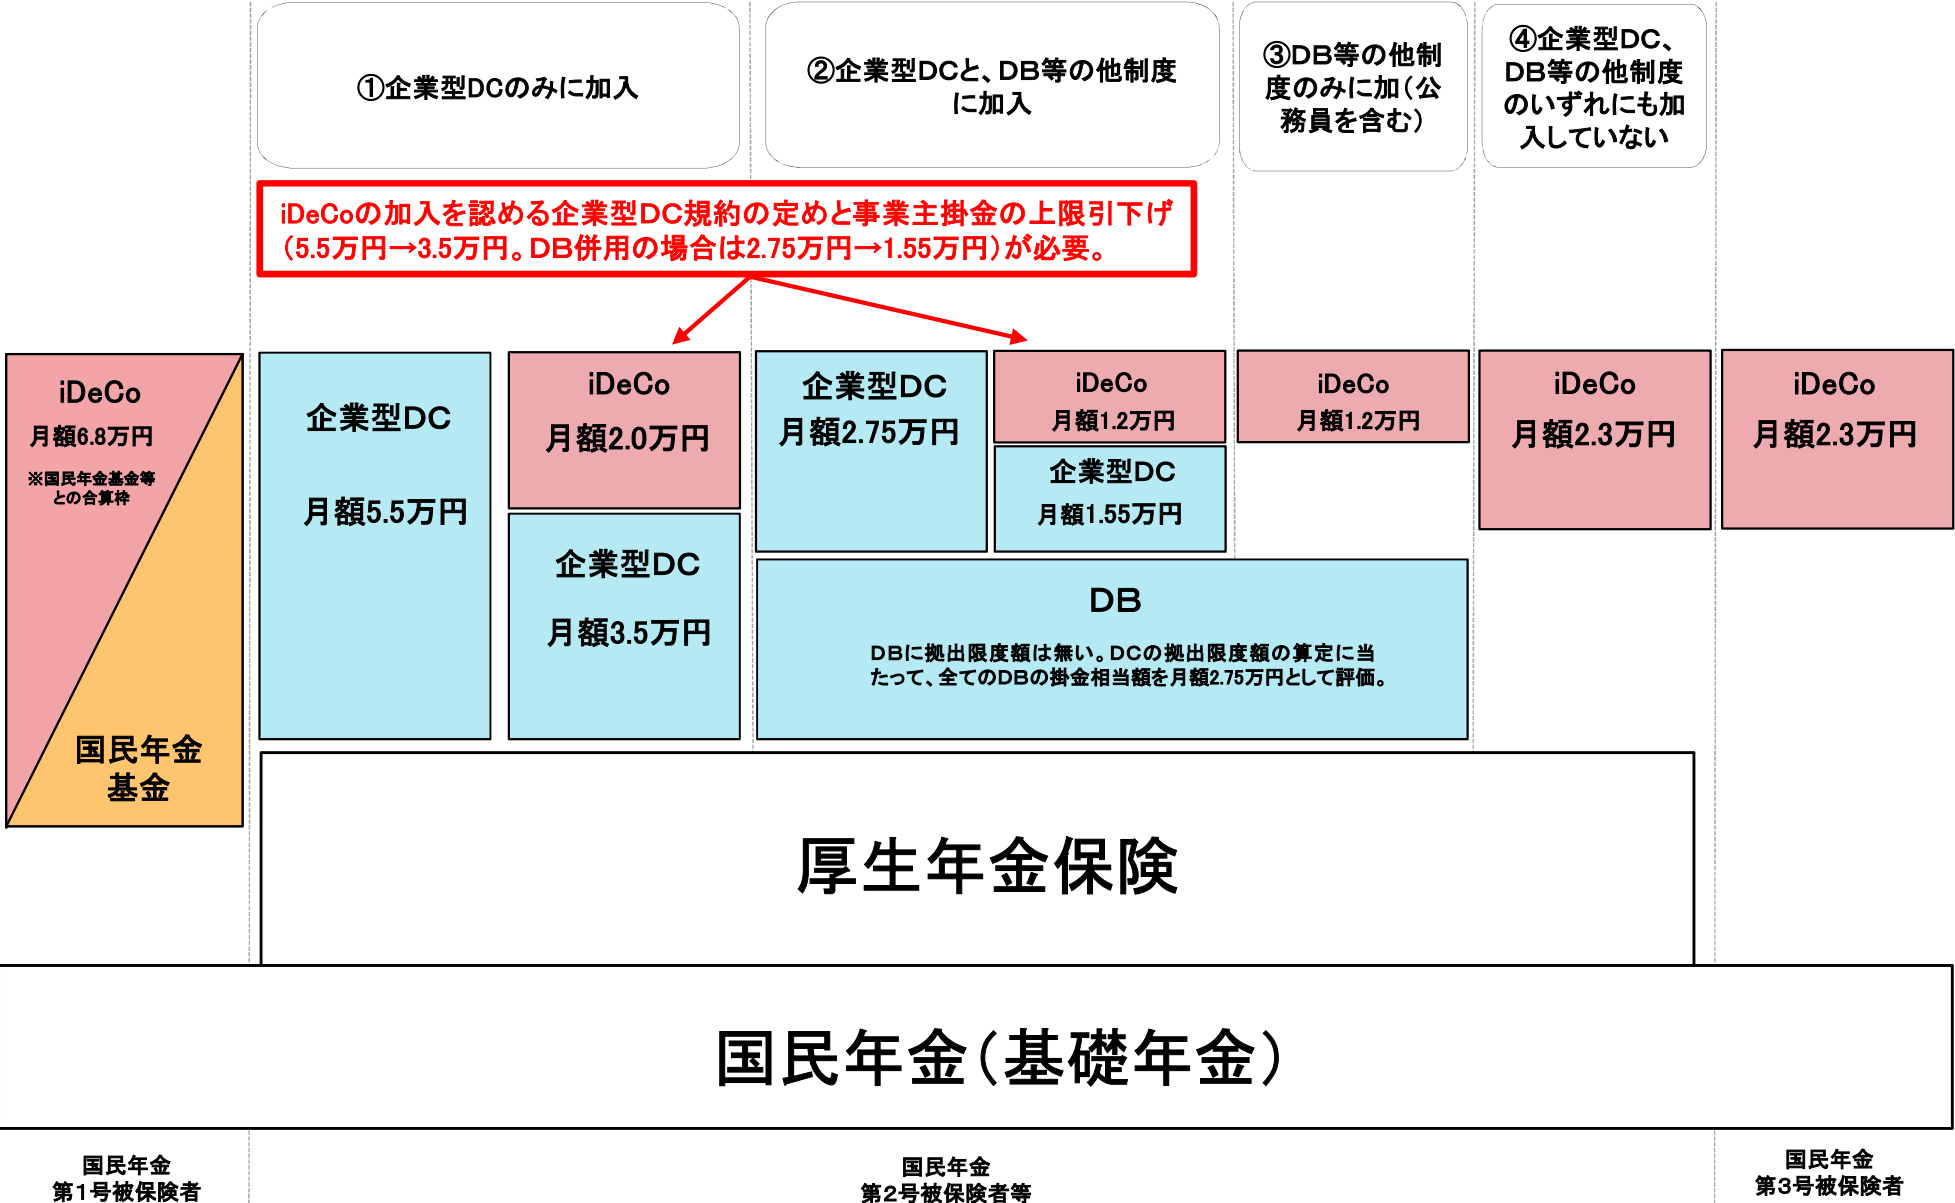 ①企業型DCのみに加入
②企業型DCと、DB等の他制度
に加入
③DB等の他制
度のみに加(公
務員を含む)
④企業型DC、
DB等の他制度
のいずれにも加
入していない
iDeCoの加入を認める企業型DC規約の定めと事業主掛金の上限引下げ
(5.5万円→3.5万円。DB併用の場合は2.75万円→1.55万円)が必要。
iDeCo
月額6.8万円
※国民年金基金等
との合算枠
国民年金
基金
企業型DC
月額5.5万円
iDeCo
月額2.0万円
企業型DC
月額3.5万円
企業型DC
月額2.75万円
iDeCo
月額1.2万円
企業型DC
月額1.55万円
iDeCo
月額1.2万円
iDeCo
月額2.3万円
iDeCo
月額2.3万円
DB
DBに拠出限度額は無い。DCの拠出限度額の算定に当
たって、全てのDBの掛金相当額を月額2.75万円として評価。
厚生年金保険
国民年金(基礎年金)
国民年金
第1号被保険者
国民年金
第2号被保険者等
国民年金
第3号被保険者